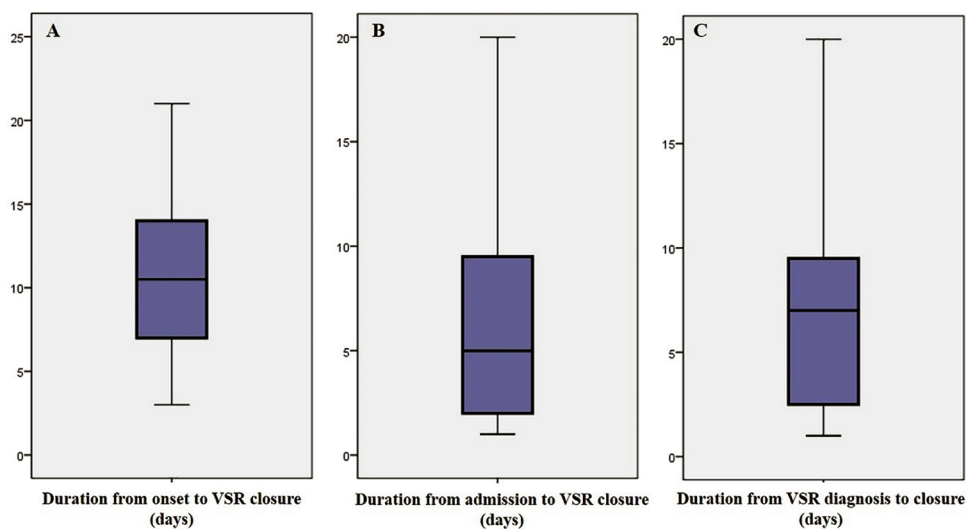 A
25
20
15
10
5
0
Duration from onset to VSR closure
(days)
B
20
15
10
5
0
Duration from admission to VSR closure
(days)
C
20
15
10
5
0
Duration from VSR diagnosis to closure
(days)